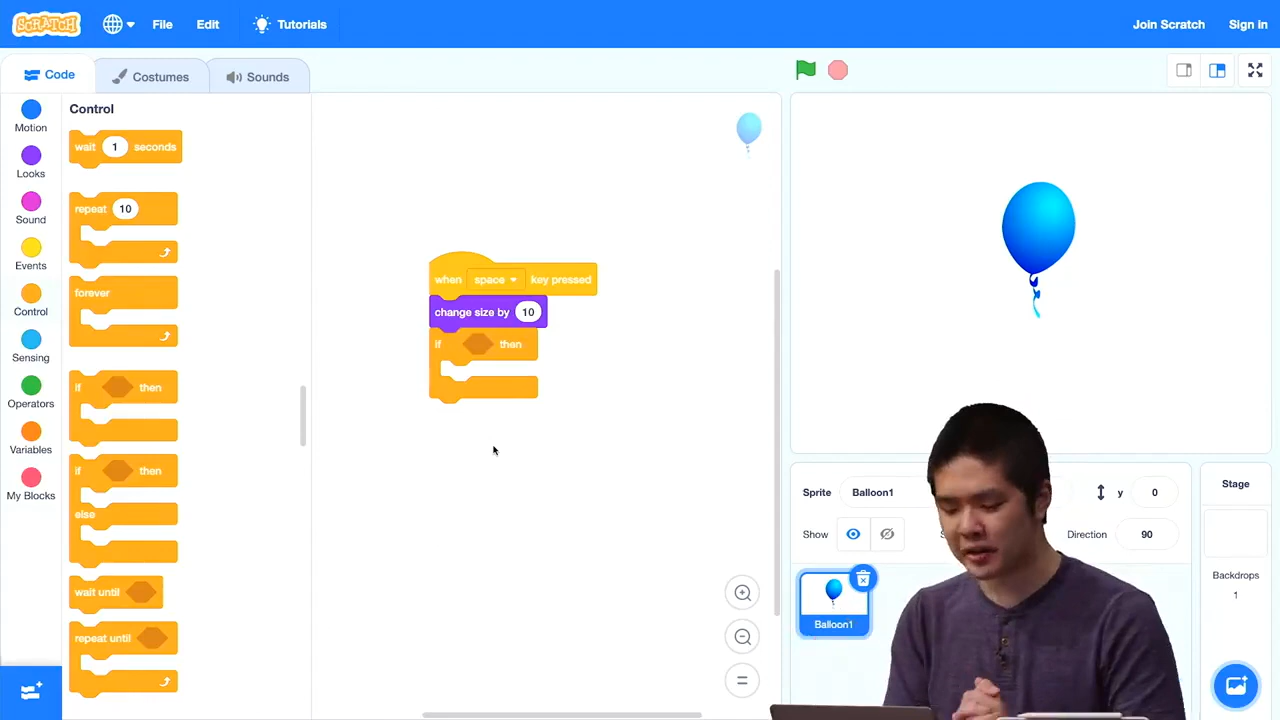 SCRATCH File Edit Tutorials Join Scratch Sign in
Code Costumes Sounds
Motion
Looks
Sound
Events
Control
Sensing
Operators
Variables
My Blocks
Control
wait 1 seconds
repeat 10
forever
if then
if then
else
wait until
repeat until
when space key pressed
change size by 10
if then
Sprite Balloon1 y 0
Show Direction 90
Balloon1
Stage
Backdrops
1